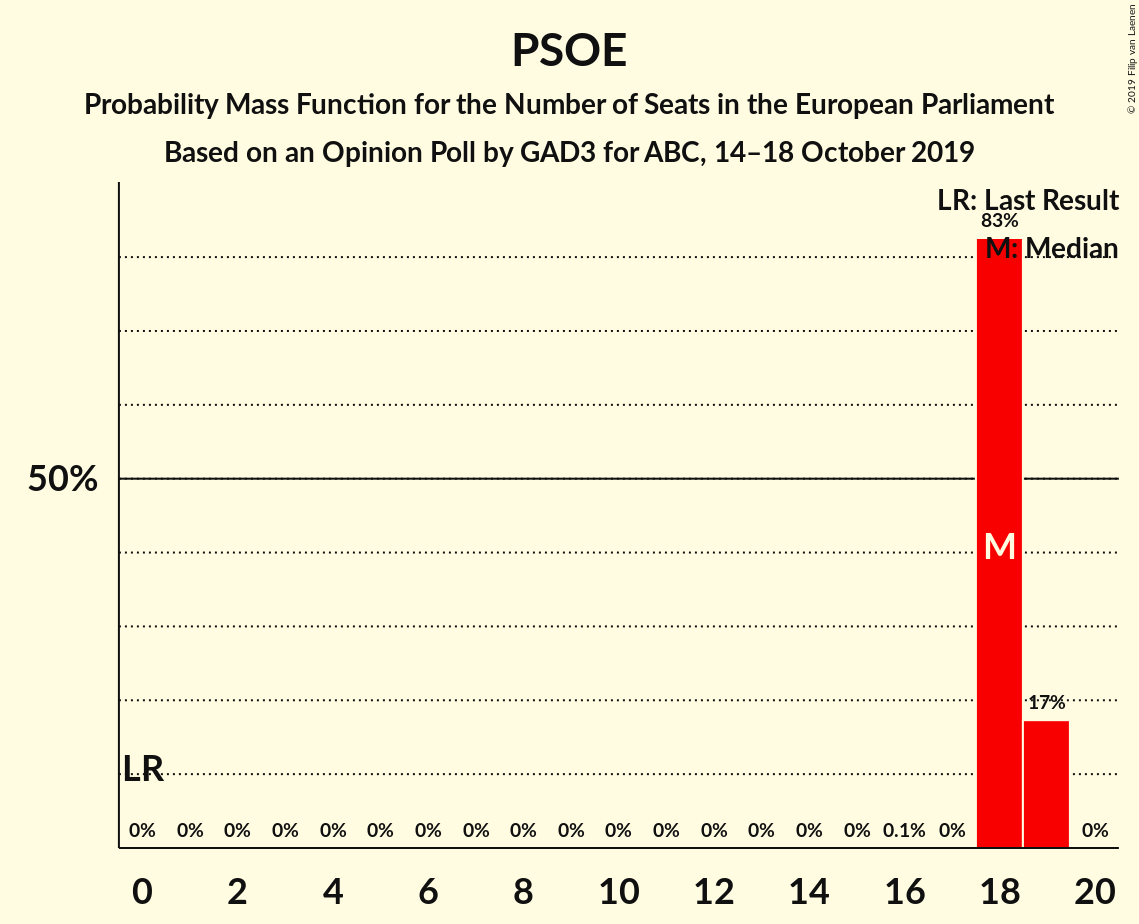 PSOE
Probability Mass Function for the Number of Seats in the European Parliament
Based on an Opinion Poll by GAD3 for ABC, 14–18 October 2019
© 2019 Filip van Laenen
LR: Last Result
83%
M: Median
50%
M
17%
LR
0% 0% 0% 0% 0% 0% 0% 0% 0% 0% 0% 0% 0% 0% 0% 0% 0.1% 0% 0%
0 2 4 6 8 10 12 14 16 18 20